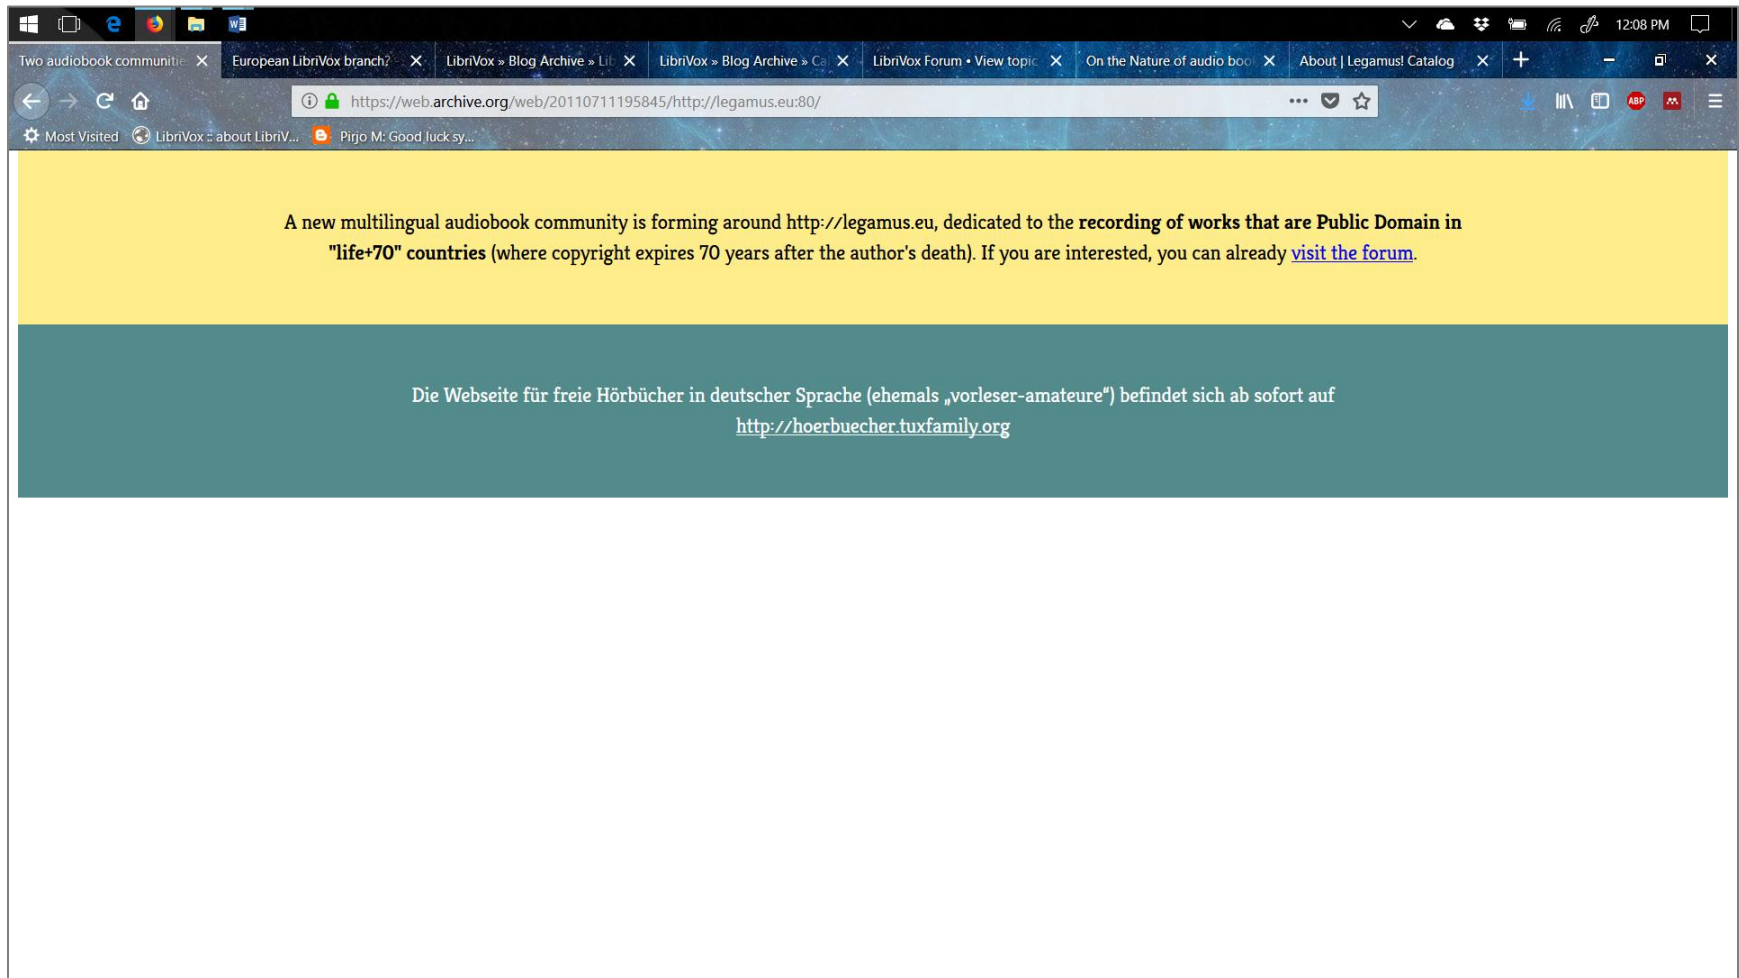 12:08 PM
Two audiobook communitie
European LibriVox branch? -
LibriVox » Blog Archive » Lib
LibriVox » Blog Archive » Ca
LibriVox Forum • View topic
On the Nature of audio boo
About | Legamus! Catalog
https://web.archive.org/web/20110711195845/http://legamus.eu:80/
ABP
Most Visited
LibriVox :: about LibriV...
Pirjo M: Good luck sy...
A new multilingual audiobook community is forming around http://legamus.eu, dedicated to the recording of works that are Public Domain in
"life+70" countries (where copyright expires 70 years after the author's death). If you are interested, you can already visit the forum.
Die Webseite für freie Hörbücher in deutscher Sprache (ehemals „vorleser-amateure“) befindet sich ab sofort auf
http://hoerbuecher.tuxfamily.org